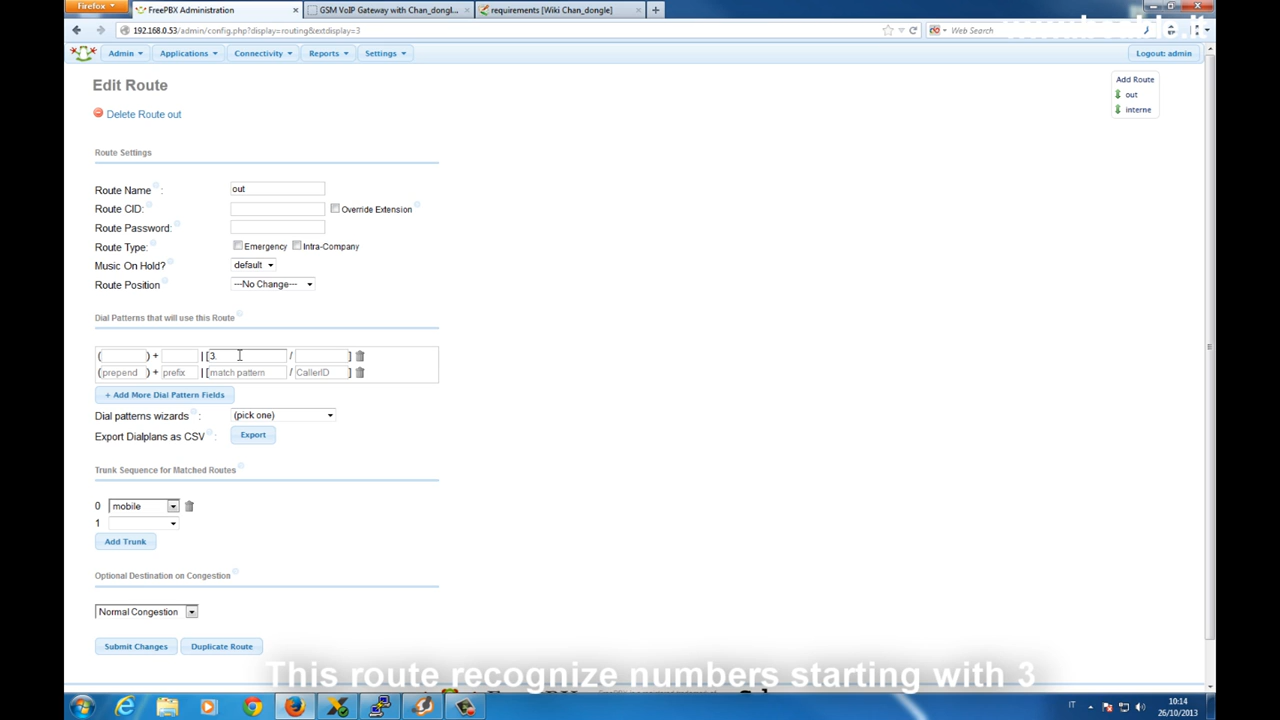 Firefox
FreePBX Administration
GSM VoIP Gateway with Chan_dongl...
requirements [Wiki Chan_dongle]
192.168.0.53/admin/config.php?display=routing&extdisplay=3
Web Search
Admin
Applications
Connectivity
Reports
Settings
Logout: admin
Edit Route
Add Route
out
interne
Delete Route out
Route Settings
Route Name :
out
Route CID:
Override Extension
Route Password:
Route Type:
Emergency
Intra-Company
Music On Hold?
default
Route Position
---No Change---
Dial Patterns that will use this Route
( ) + | [3. / ]
(prepend) + prefix | [match pattern / CallerID ]
+ Add More Dial Pattern Fields
Dial patterns wizards :
(pick one)
Export Dialplans as CSV :
Export
Trunk Sequence for Matched Routes
0 mobile
1
Add Trunk
Optional Destination on Congestion
Normal Congestion
Submit Changes
Duplicate Route
This route recognize numbers starting with 3
IT
10:14
26/10/2013